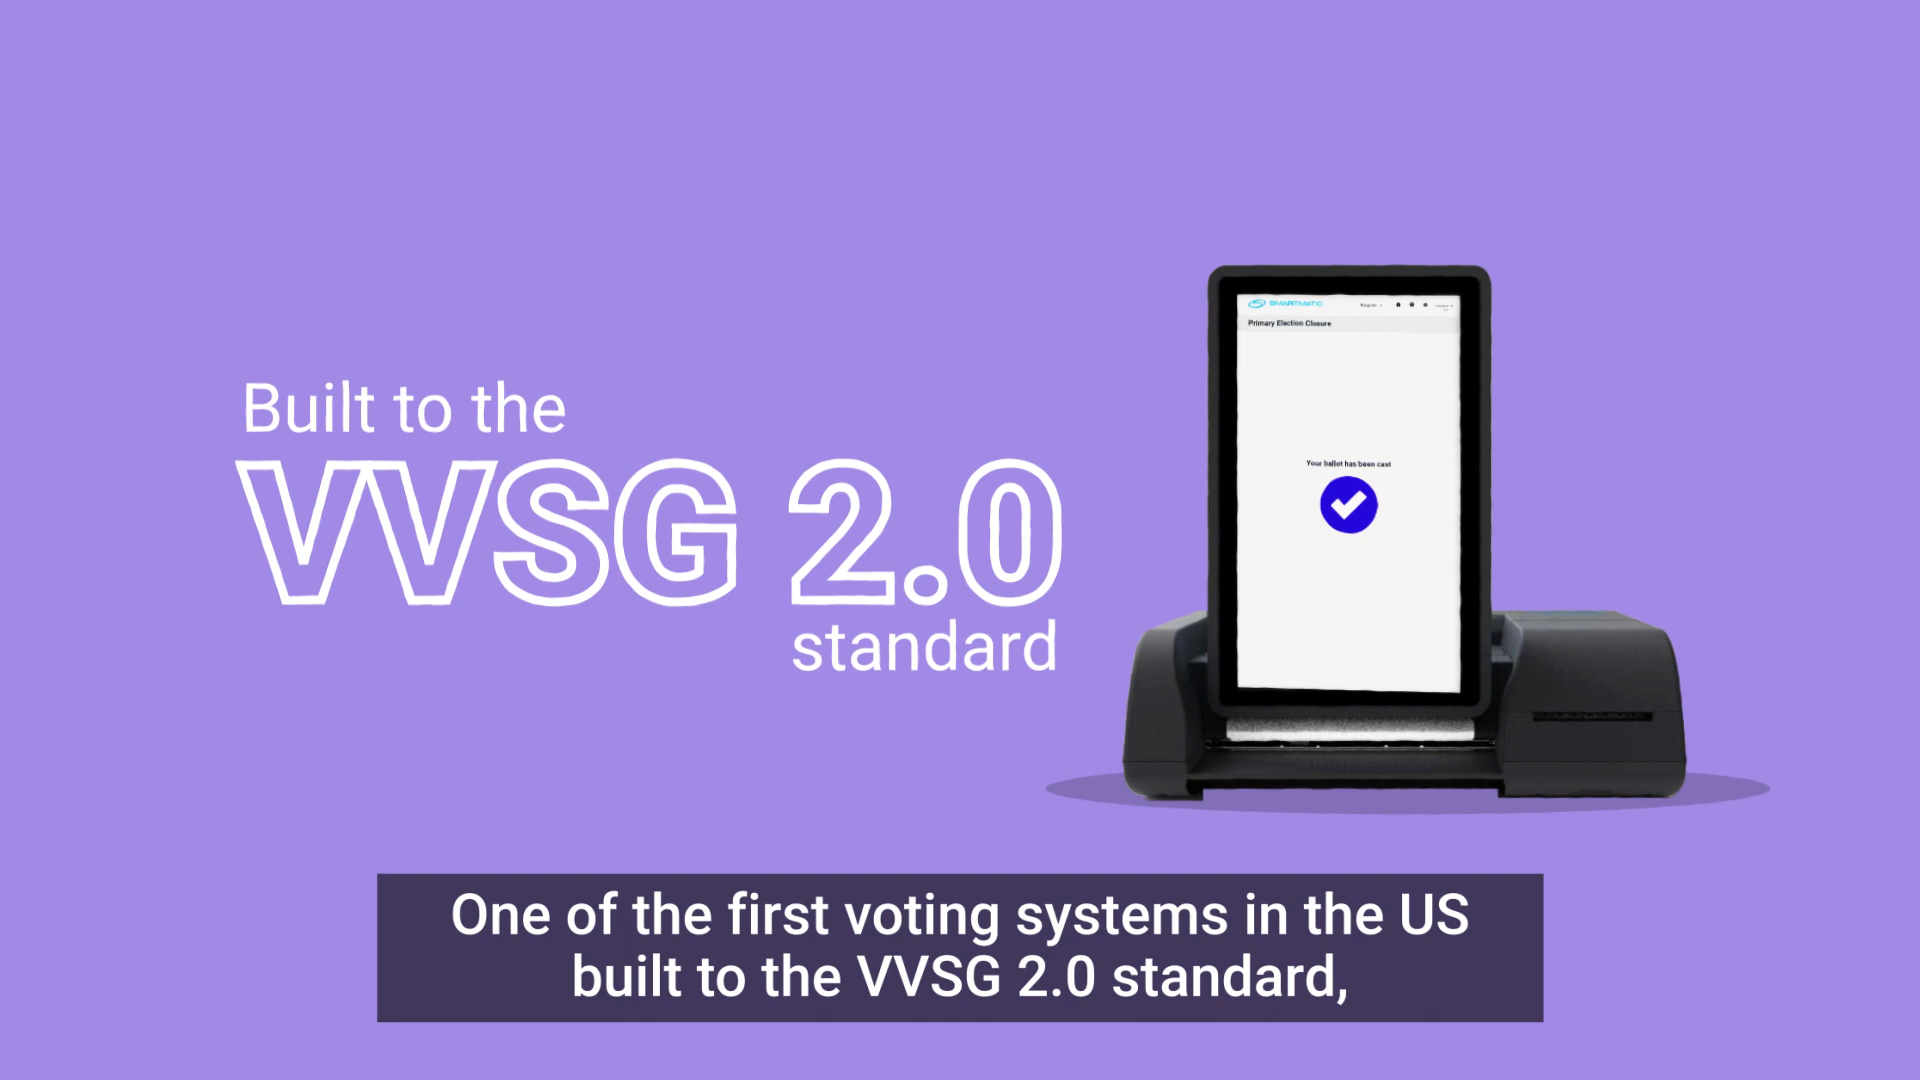 Built to the
VVSG 2.0
standard
SMARTMATIC
Primary Election Closure
Your ballot has been cast
One of the first voting systems in the US
built to the VVSG 2.0 standard,